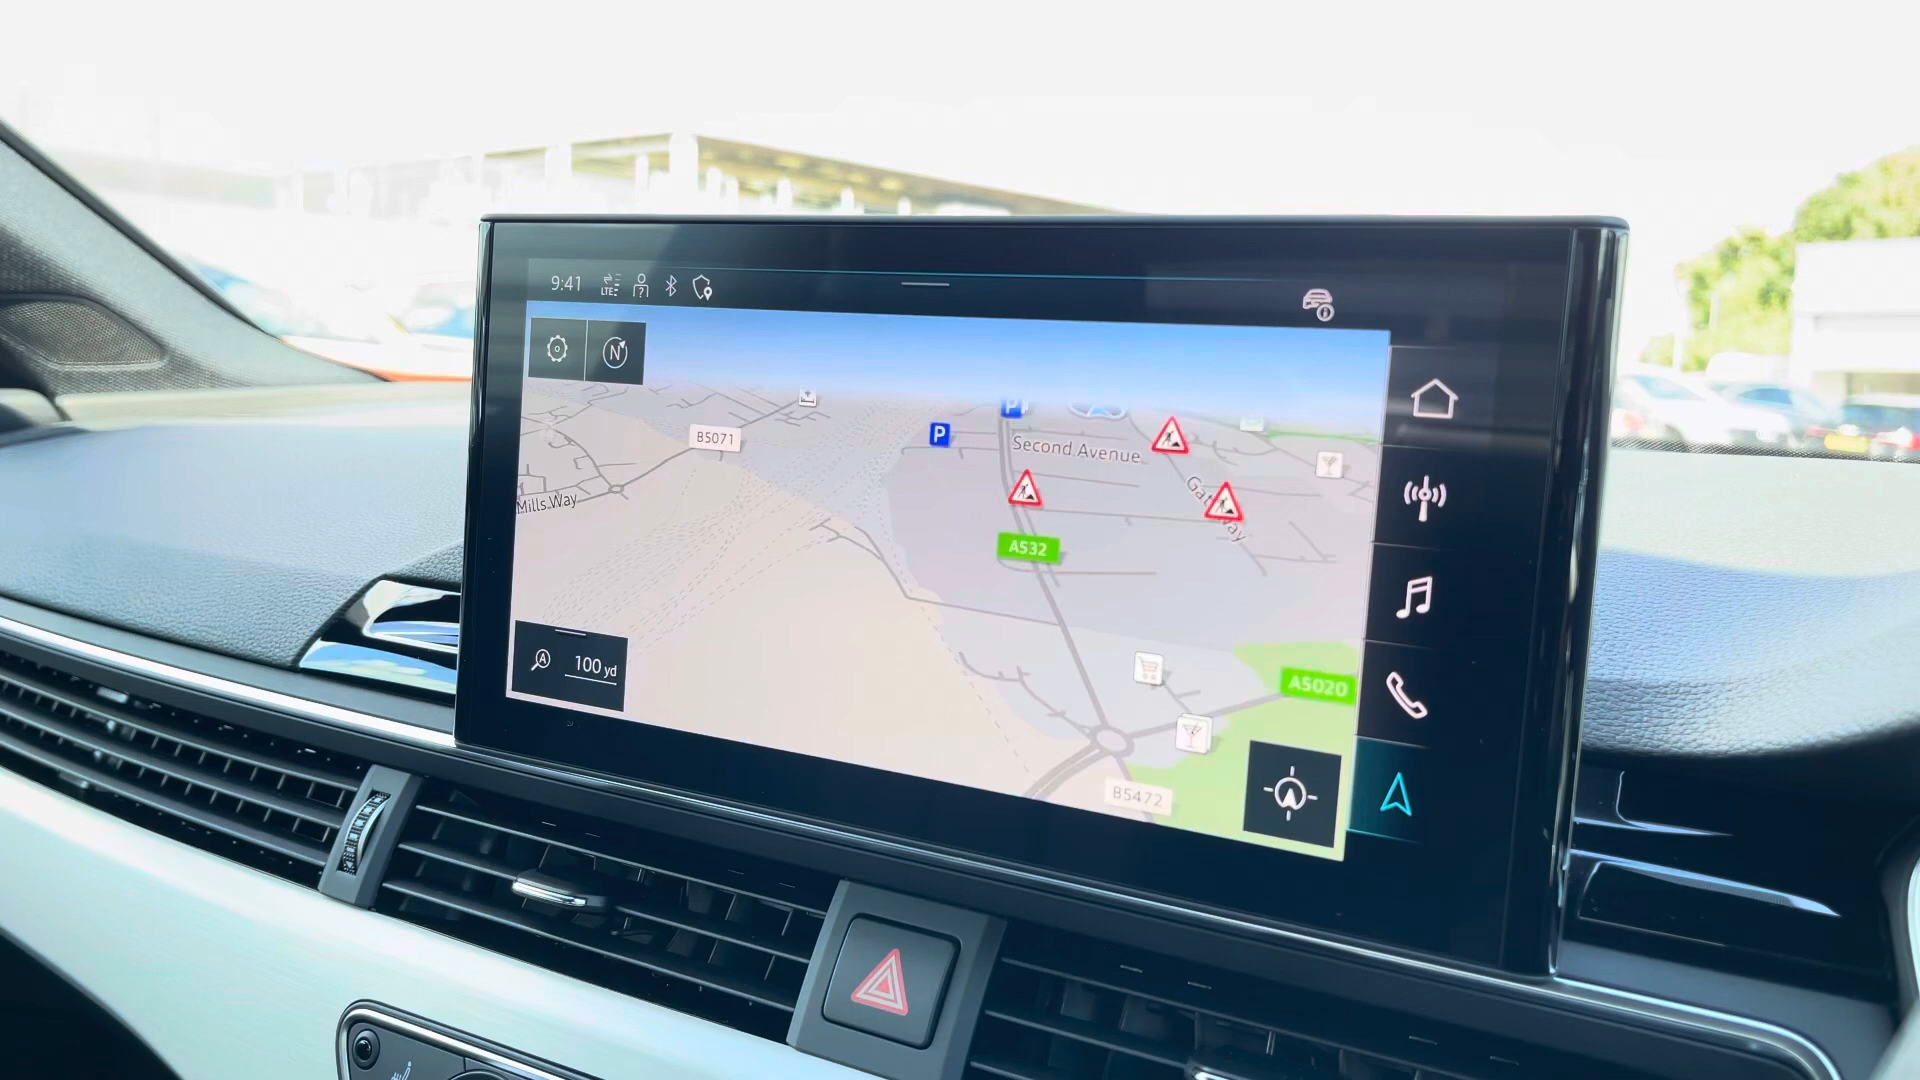 9:41
LTE
?
N
P
P
B5071
Second Avenue
Mills Way
A532
A
100 yd
A5020
B5472